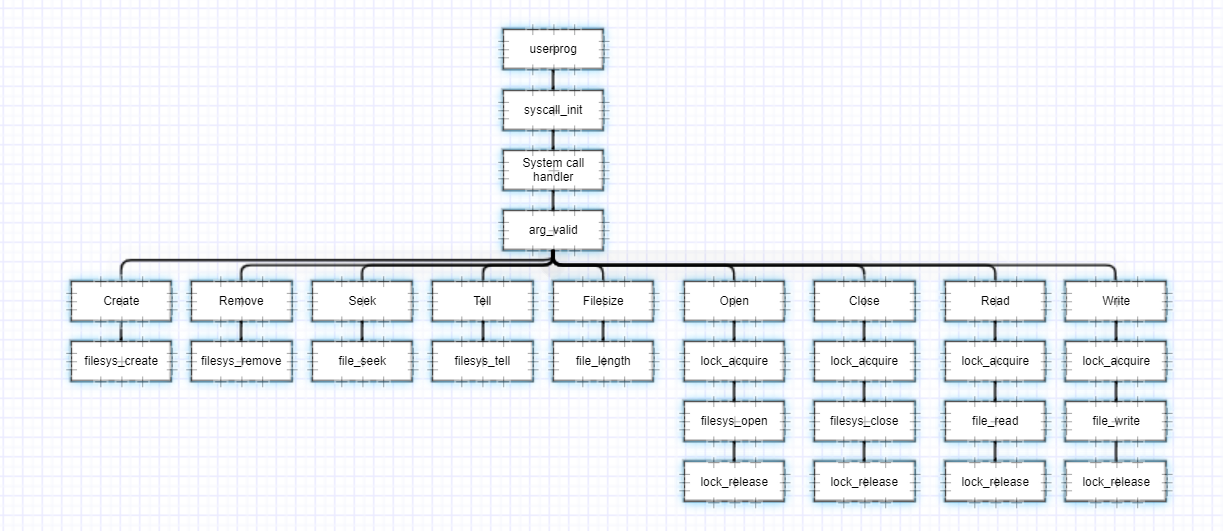 userprog
syscall_init
System call
handler
arg_valid
Create
Remove
Seek
Tell
Filesize
Open
Close
Read
Write
filesys_create
filesys_remove
file_seek
filesys_tell
file_length
lock_acquire
lock_acquire
lock_acquire
lock_acquire
filesys_open
filesys_close
file_read
file_write
lock_release
lock_release
lock_release
lock_release